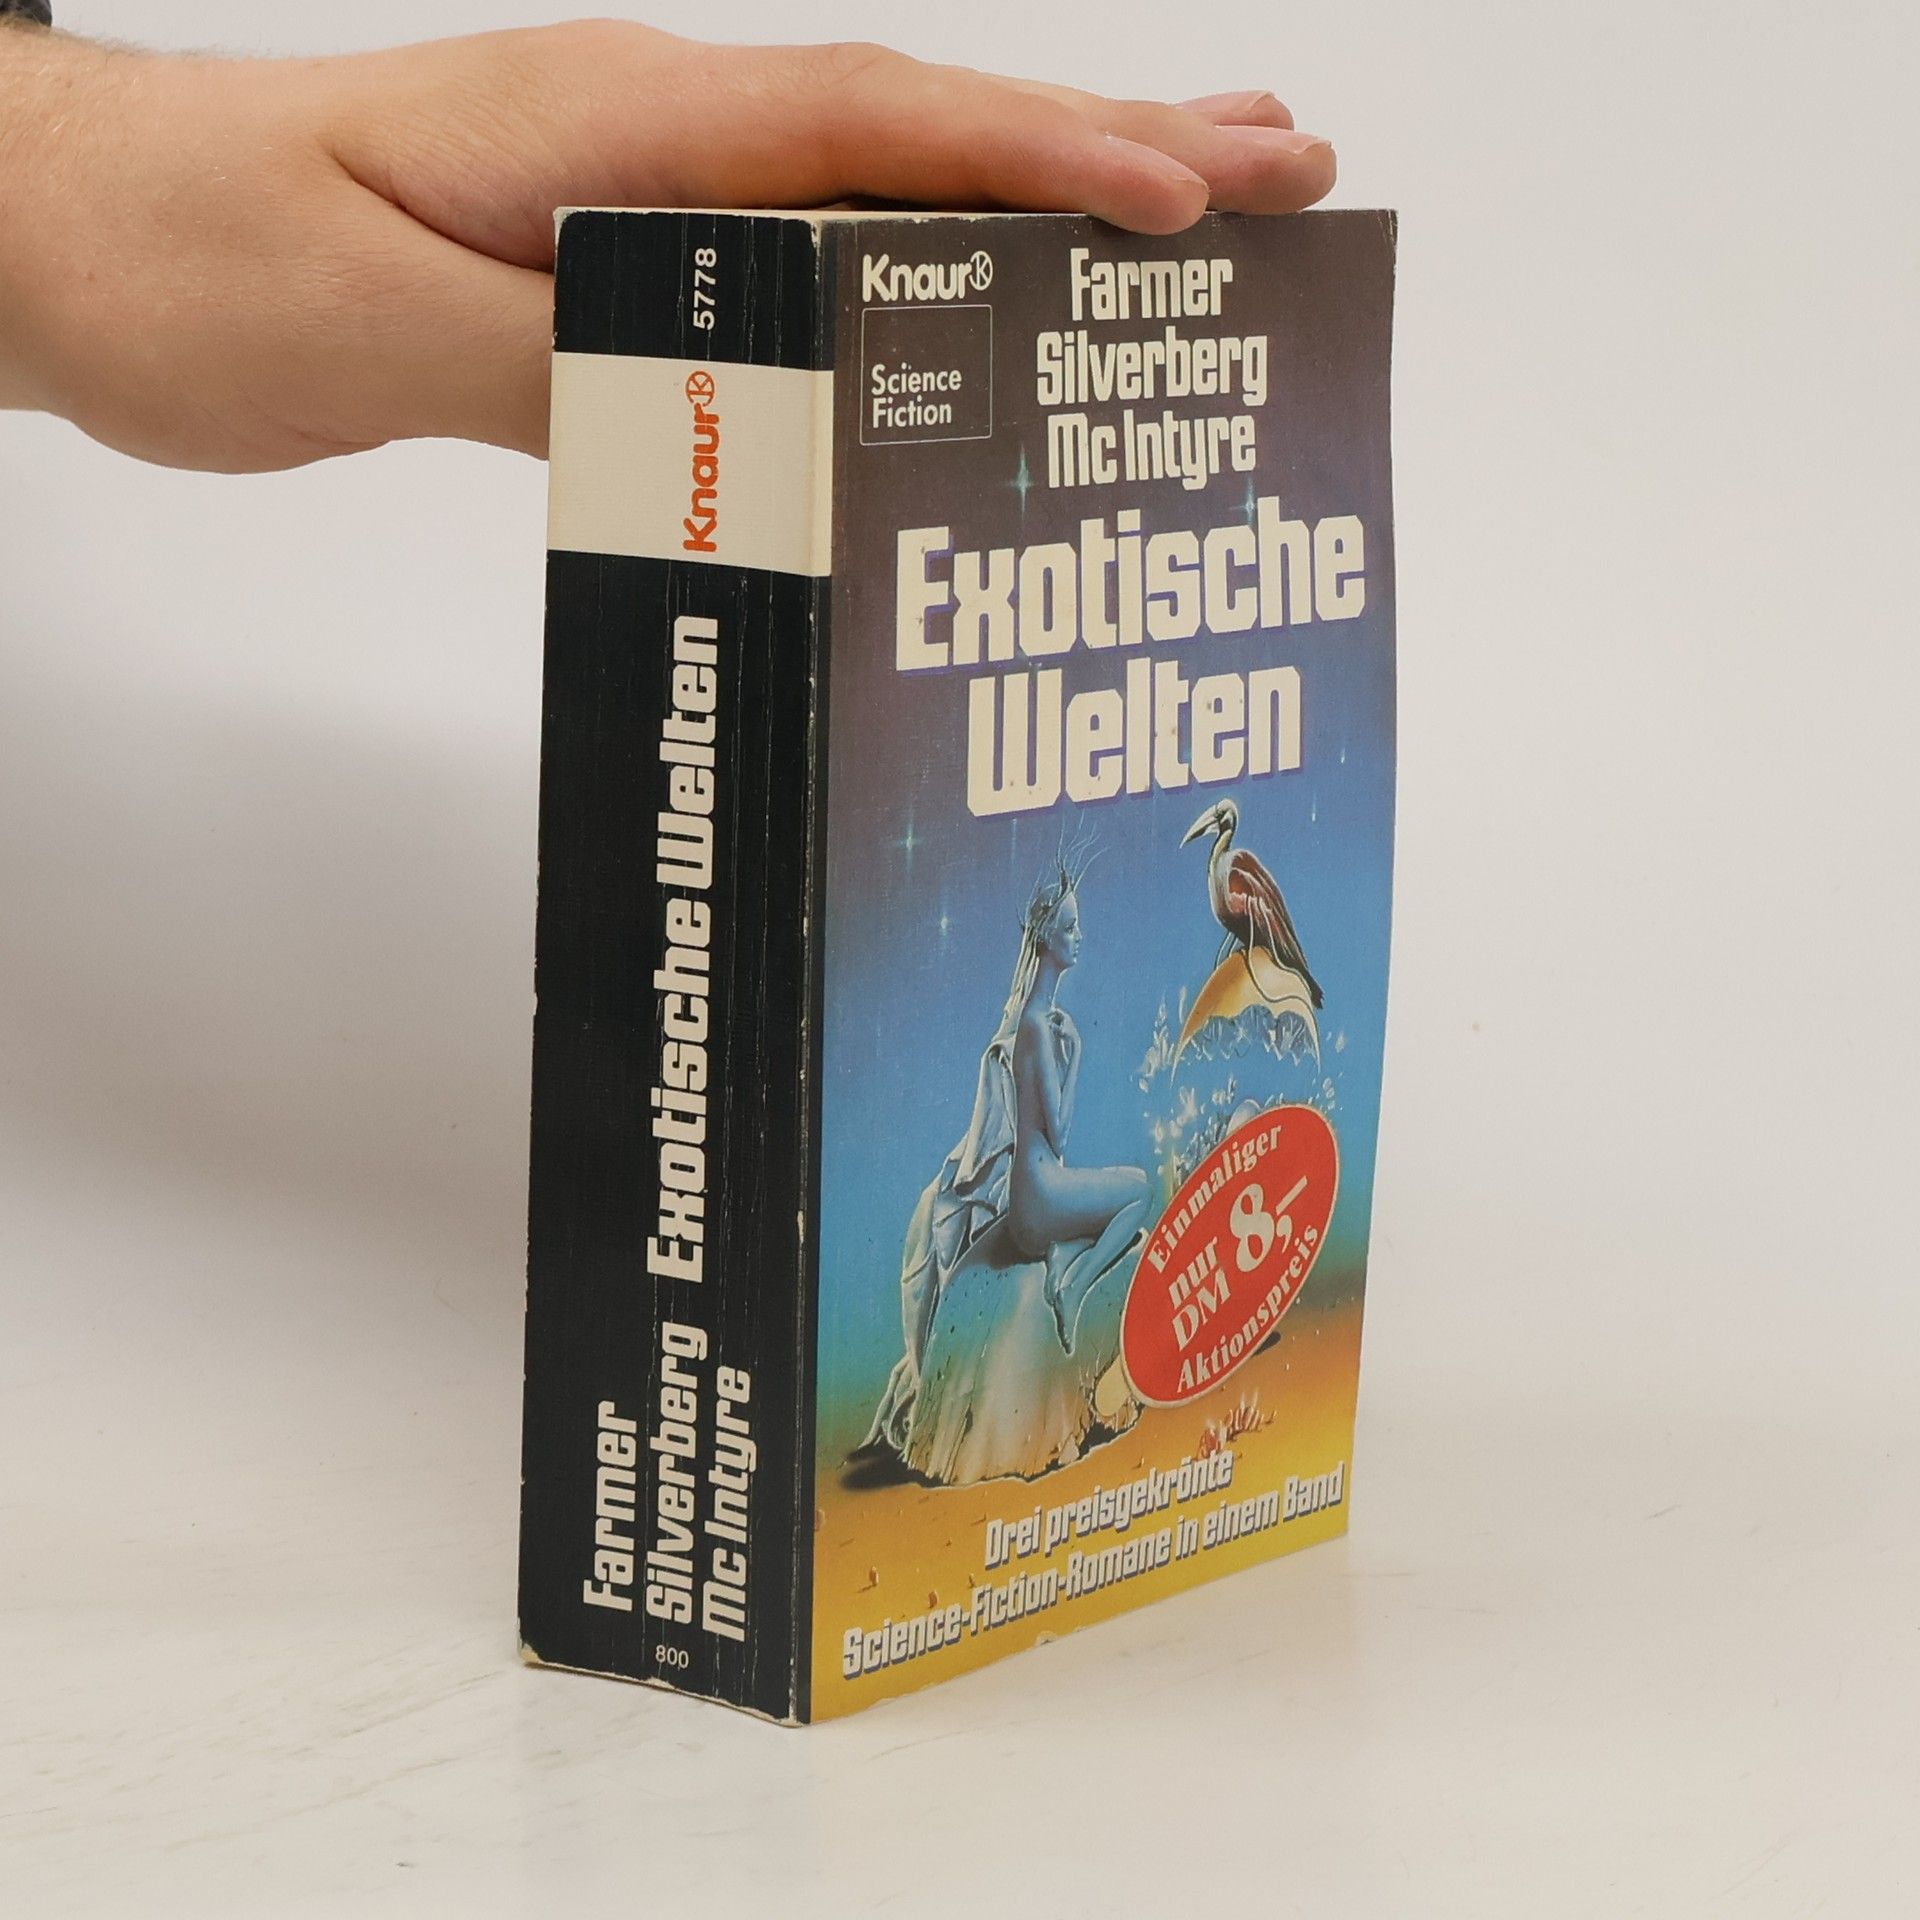 5778
Knaur
Exotische Welten
Farmer
Silverberg
Mc Intyre
800
Knaur
Science
Fiction
Farmer
Silverberg
Mc Intyre
Exotische
Welten
Einmaliger
nur
DM 8,–
Aktionspreis
Drei preisgekrönte
Science-Fiction-Romane in einem Band